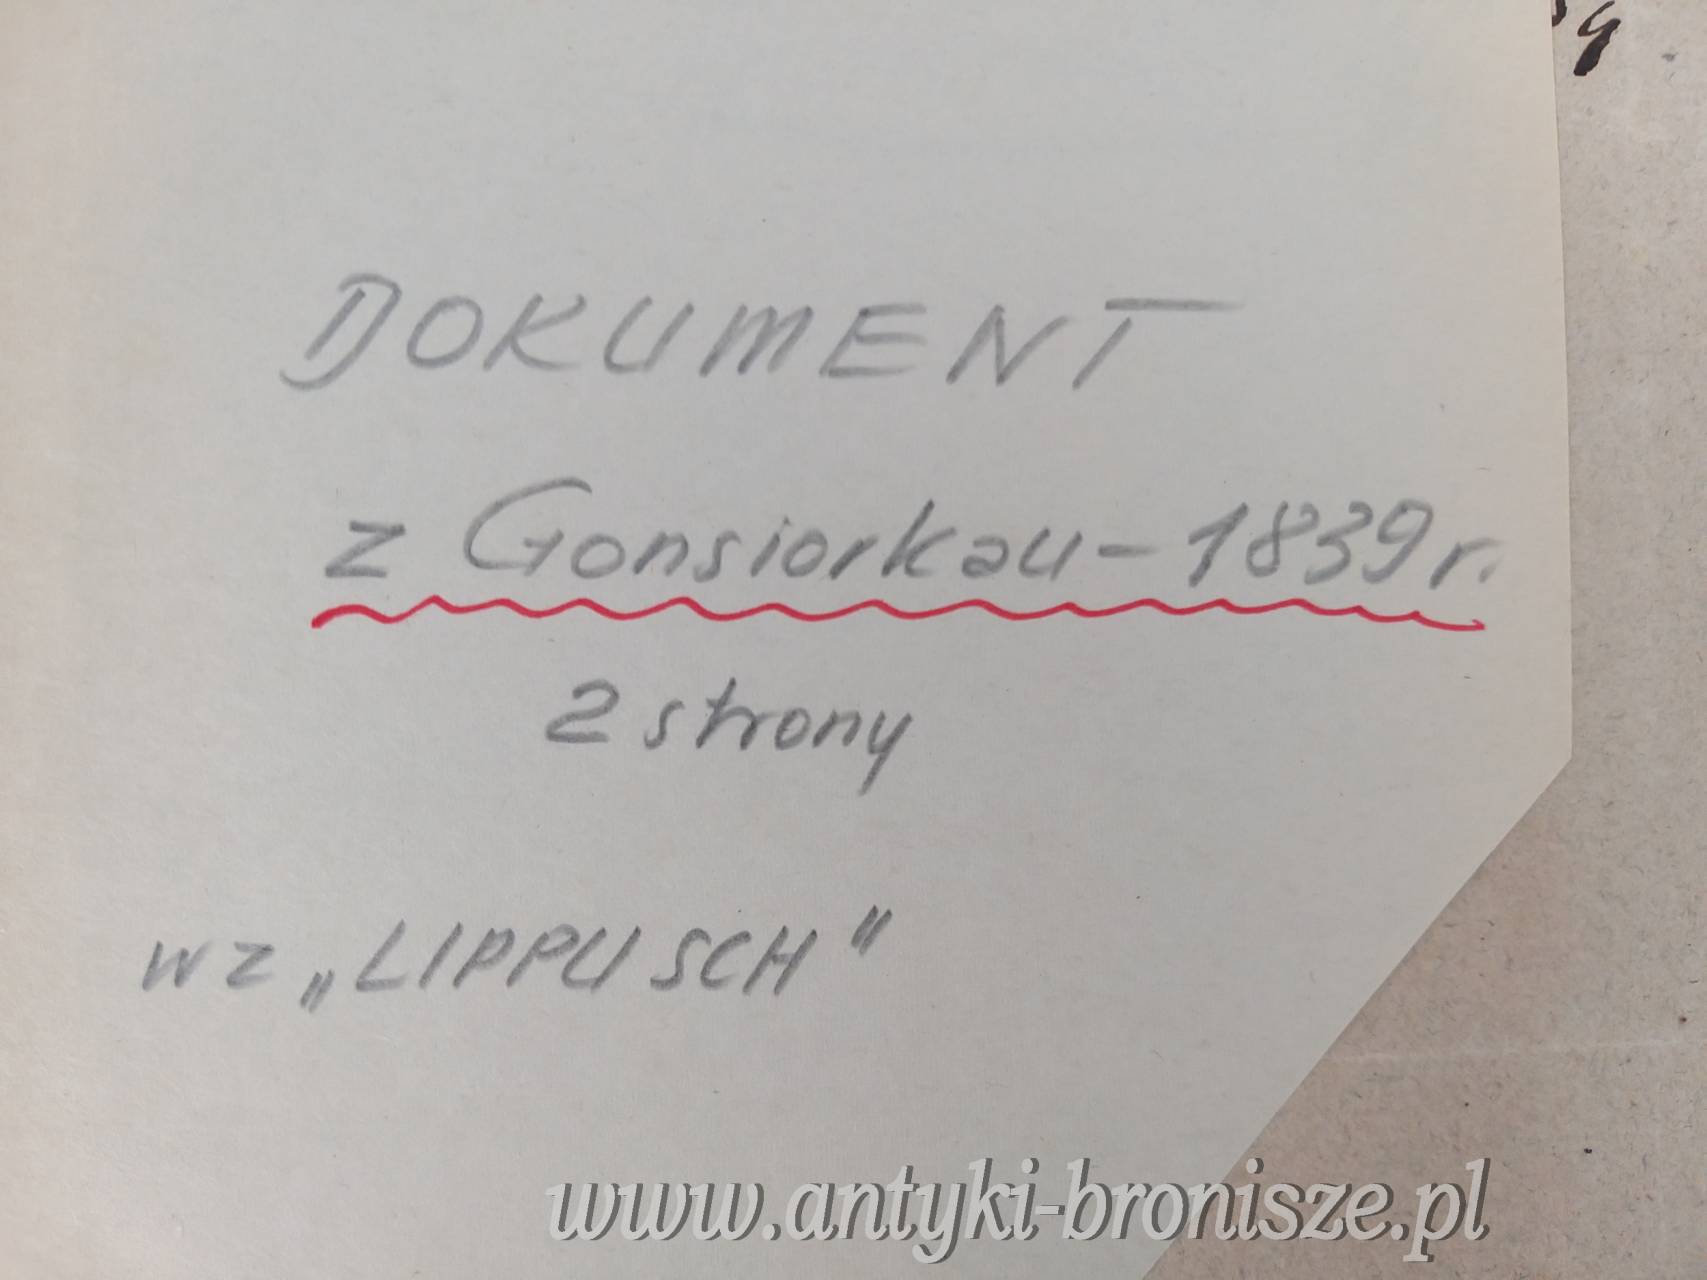 DOKUMENT
z Gonsiorkau - 1839 r.
2 strony
wz „LIPPUSCH"
www.antyki-bronisze.pl